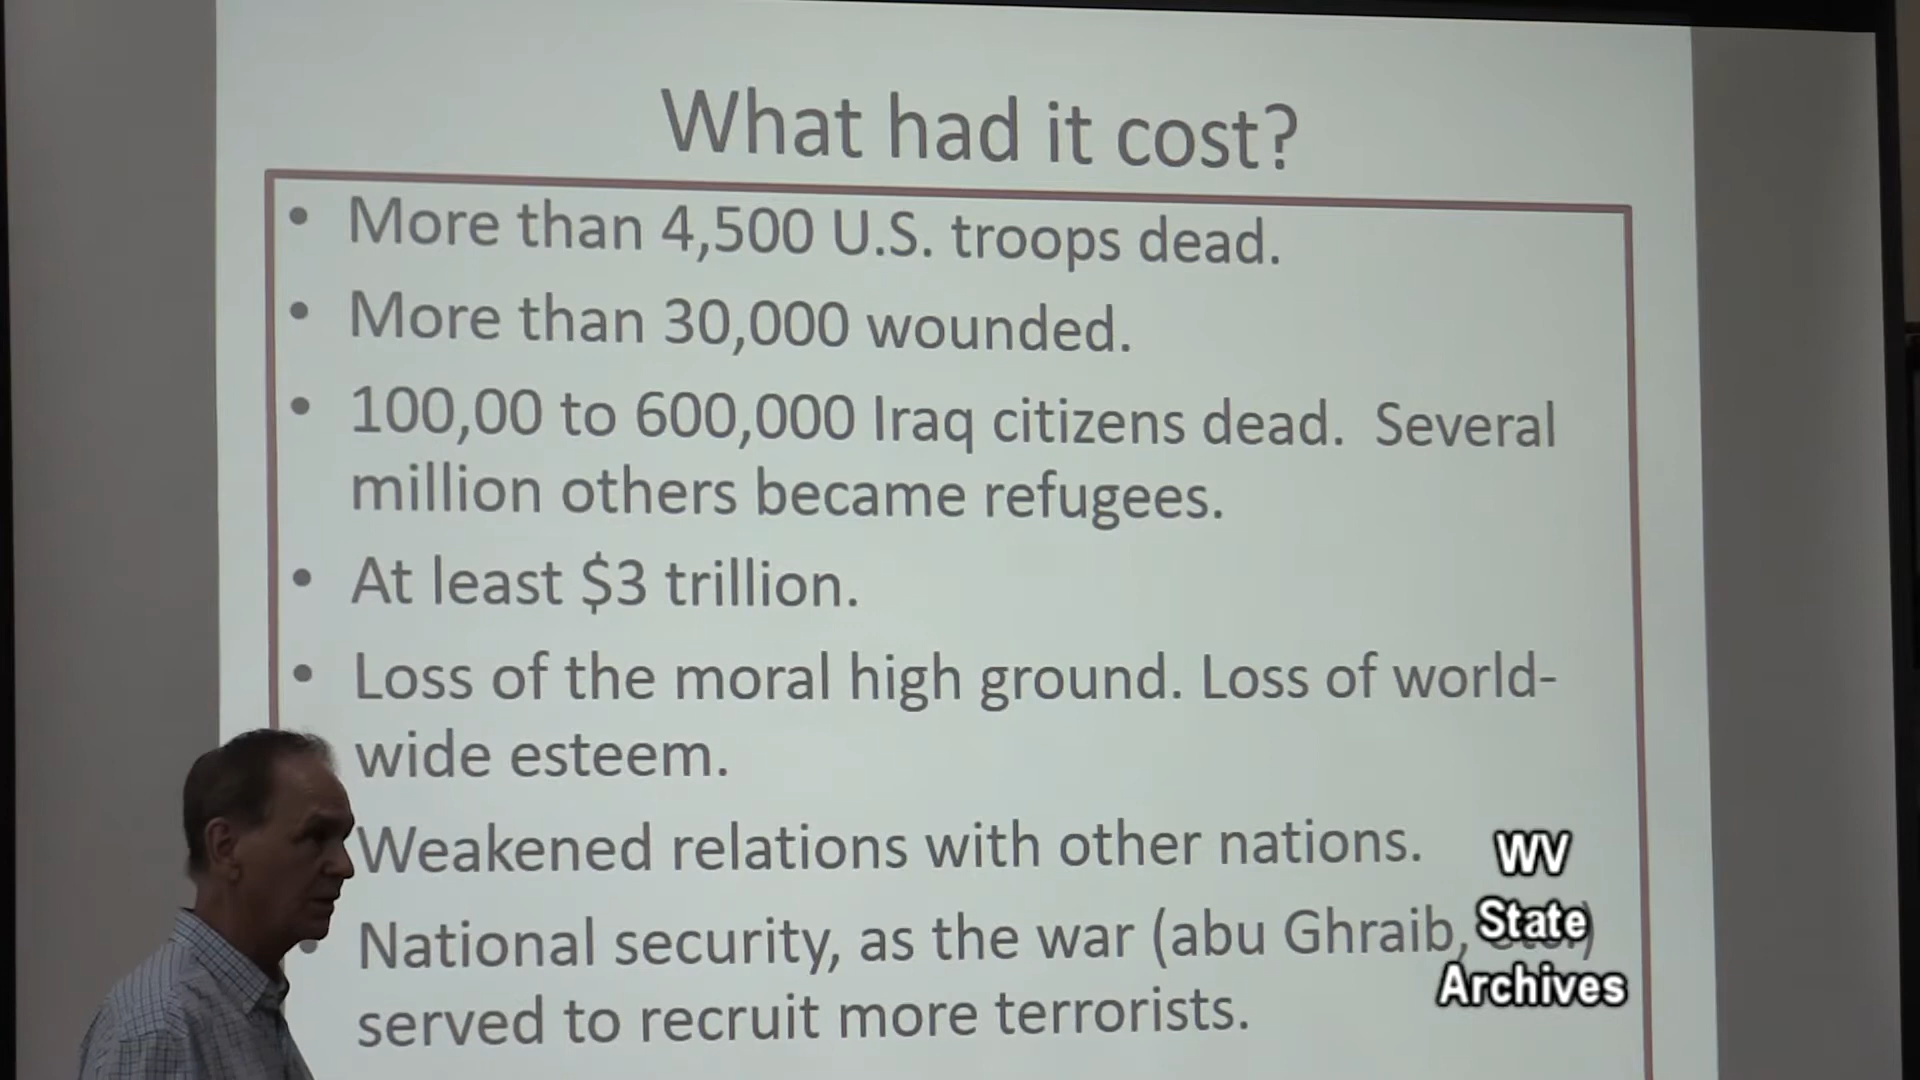 What had it cost?
• More than 4,500 U.S. troops dead.
• More than 30,000 wounded.
• 100,00 to 600,000 Iraq citizens dead. Several
million others became refugees.
• At least $3 trillion.
• Loss of the moral high ground. Loss of world-
wide esteem.
Weakened relations with other nations.
• National security, as the war (abu Ghraib,
served to recruit more terrorists.
WV
State
Archives